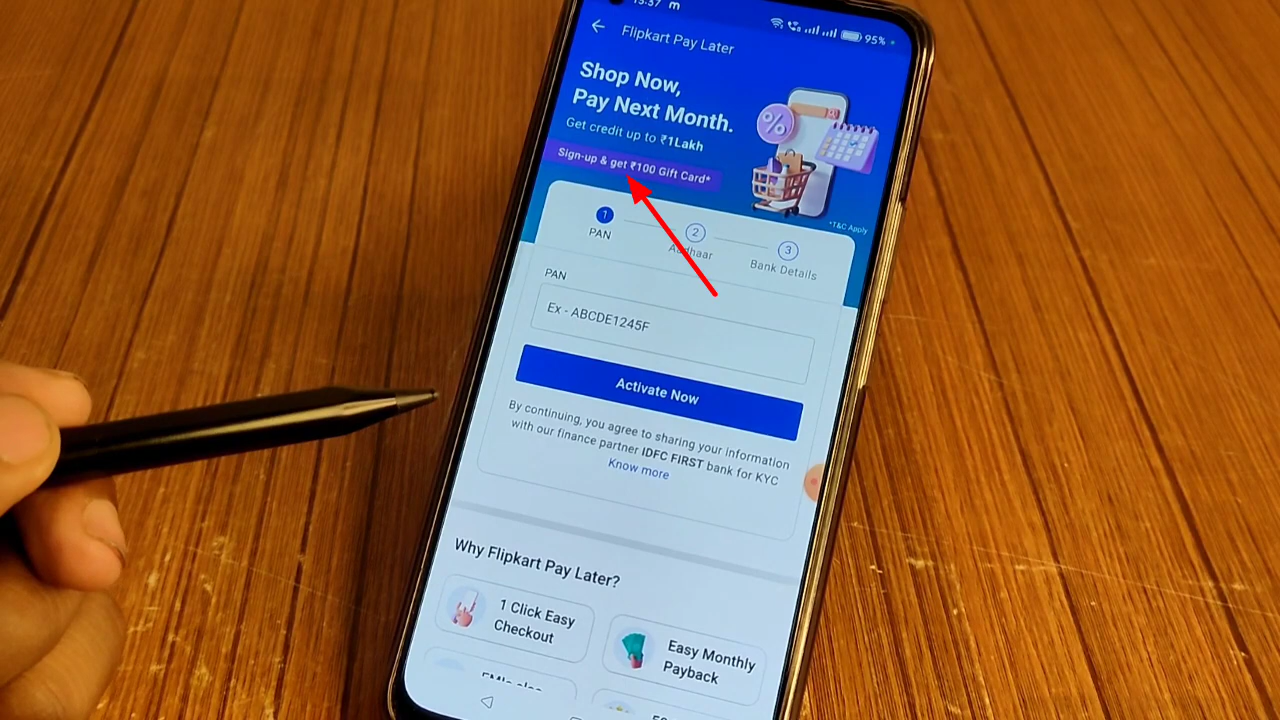 15:37 m 95%
Flipkart Pay Later
Shop Now,
Pay Next Month.
Get credit up to ₹1Lakh
Sign-up & get ₹100 Gift Card*
*T&C Apply
1 2 3
PAN Aadhaar Bank Details
PAN
Ex - ABCDE1245F
Activate Now
By continuing, you agree to sharing your information
with our finance partner IDFC FIRST bank for KYC
Know more
Why Flipkart Pay Later?
1 Click Easy
Checkout
Easy Monthly
Payback